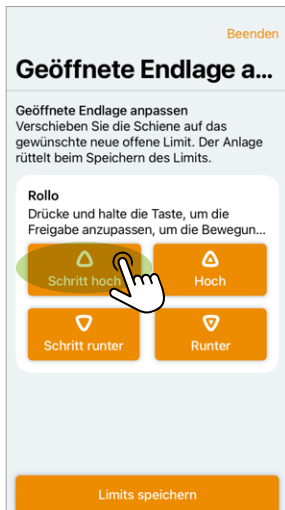 Beenden
Geöffnete Endlage a...
Geöffnete Endlage anpassen
Verschieben Sie die Schiene auf das
gewünschte neue offene Limit. Der Anlage
rüttelt beim Speichern des Limits.
Rollo
Drücke und halte die Taste, um die
Freigabe anzupassen, um die Bewegun...
Schritt hoch
Hoch
Schritt runter
Runter
Limits speichern